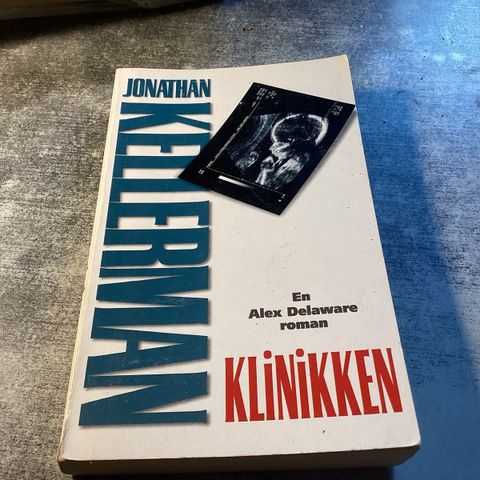 JONATHAN
KELLERMAN
En
Alex Delaware
roman
KLiNiKKEN